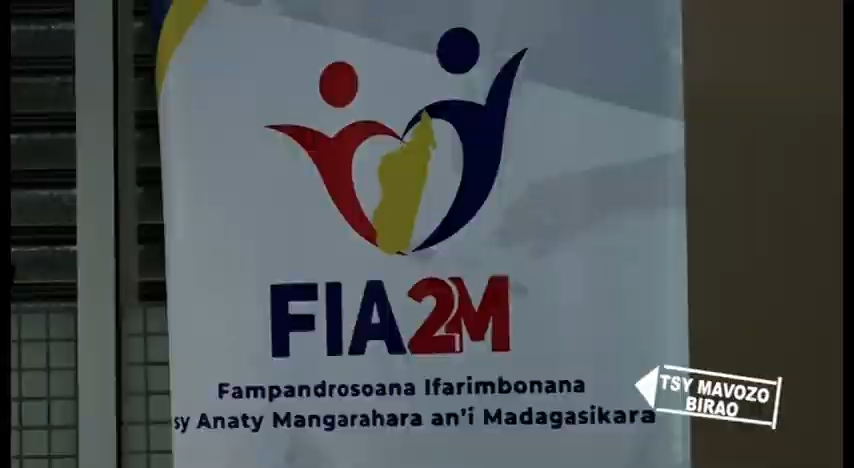 FIA2M
Fampandrosoana Ifarimbonana
sy Anaty Mangarahara an'i Madagasikara
TSY MAVOZO
BIRAO